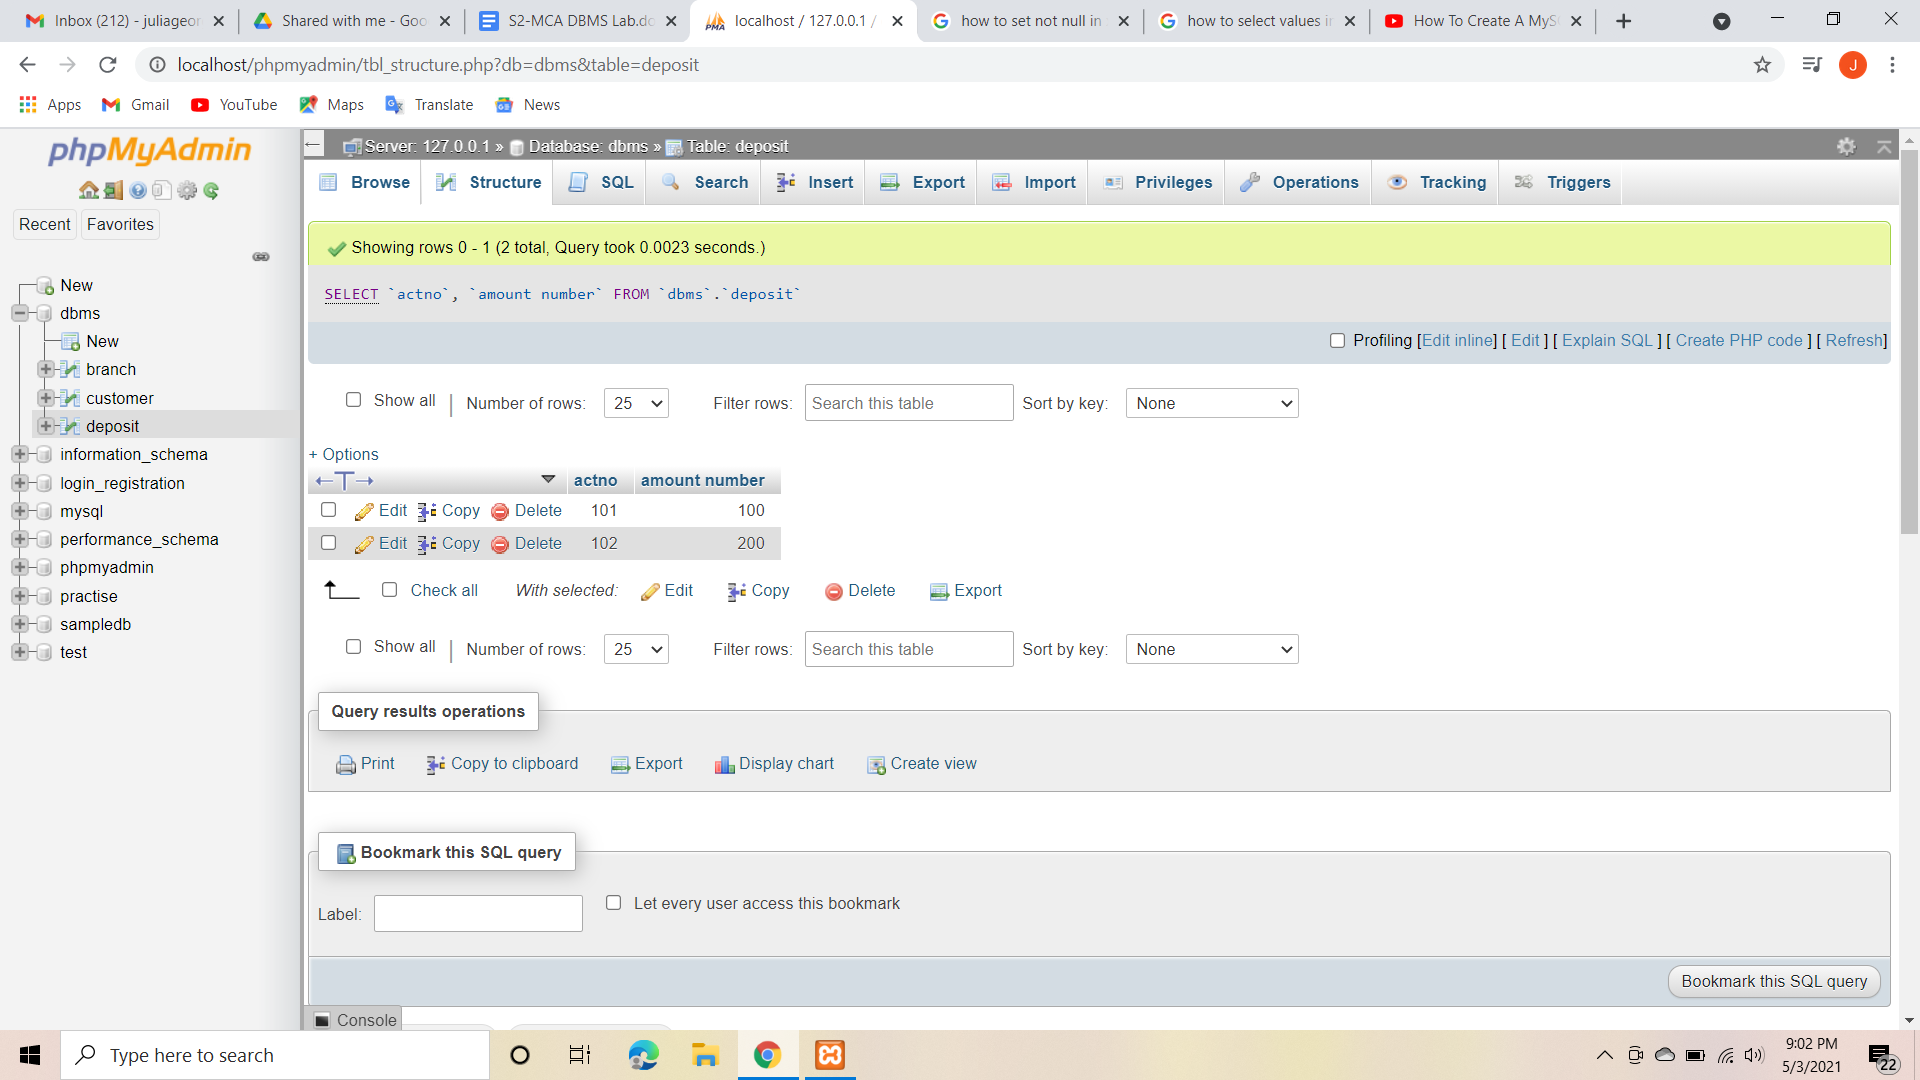 Inbox (212) - juliageor
Shared with me - Goo
S2-MCA DBMS Lab.do
localhost / 127.0.0.1 /
how to set not null in
how to select values in
How To Create A MyS
localhost/phpmyadmin/tbl_structure.php?db=dbms&table=deposit
J
Apps
Gmail
YouTube
Maps
Translate
News
phpMyAdmin
Recent
Favorites
New
dbms
New
branch
customer
deposit
information_schema
login_registration
mysql
performance_schema
phpmyadmin
practise
sampledb
test
Server: 127.0.0.1 » Database: dbms » Table: deposit
Browse
Structure
SQL
Search
Insert
Export
Import
Privileges
Operations
Tracking
Triggers
Showing rows 0 - 1 (2 total, Query took 0.0023 seconds.)
SELECT `actno`, `amount number` FROM `dbms`.`deposit`
Profiling [Edit inline] [ Edit ] [ Explain SQL ] [ Create PHP code ] [ Refresh]
Show all | Number of rows: 25 Filter rows: Search this table Sort by key: None
+ Options
←T→ actno amount number
Edit Copy Delete 101 100
Edit Copy Delete 102 200
Check all With selected: Edit Copy Delete Export
Show all | Number of rows: 25 Filter rows: Search this table Sort by key: None
Query results operations
Print Copy to clipboard Export Display chart Create view
Bookmark this SQL query
Label:
Let every user access this bookmark
Bookmark this SQL query
Console
Type here to search
9:02 PM
5/3/2021
22